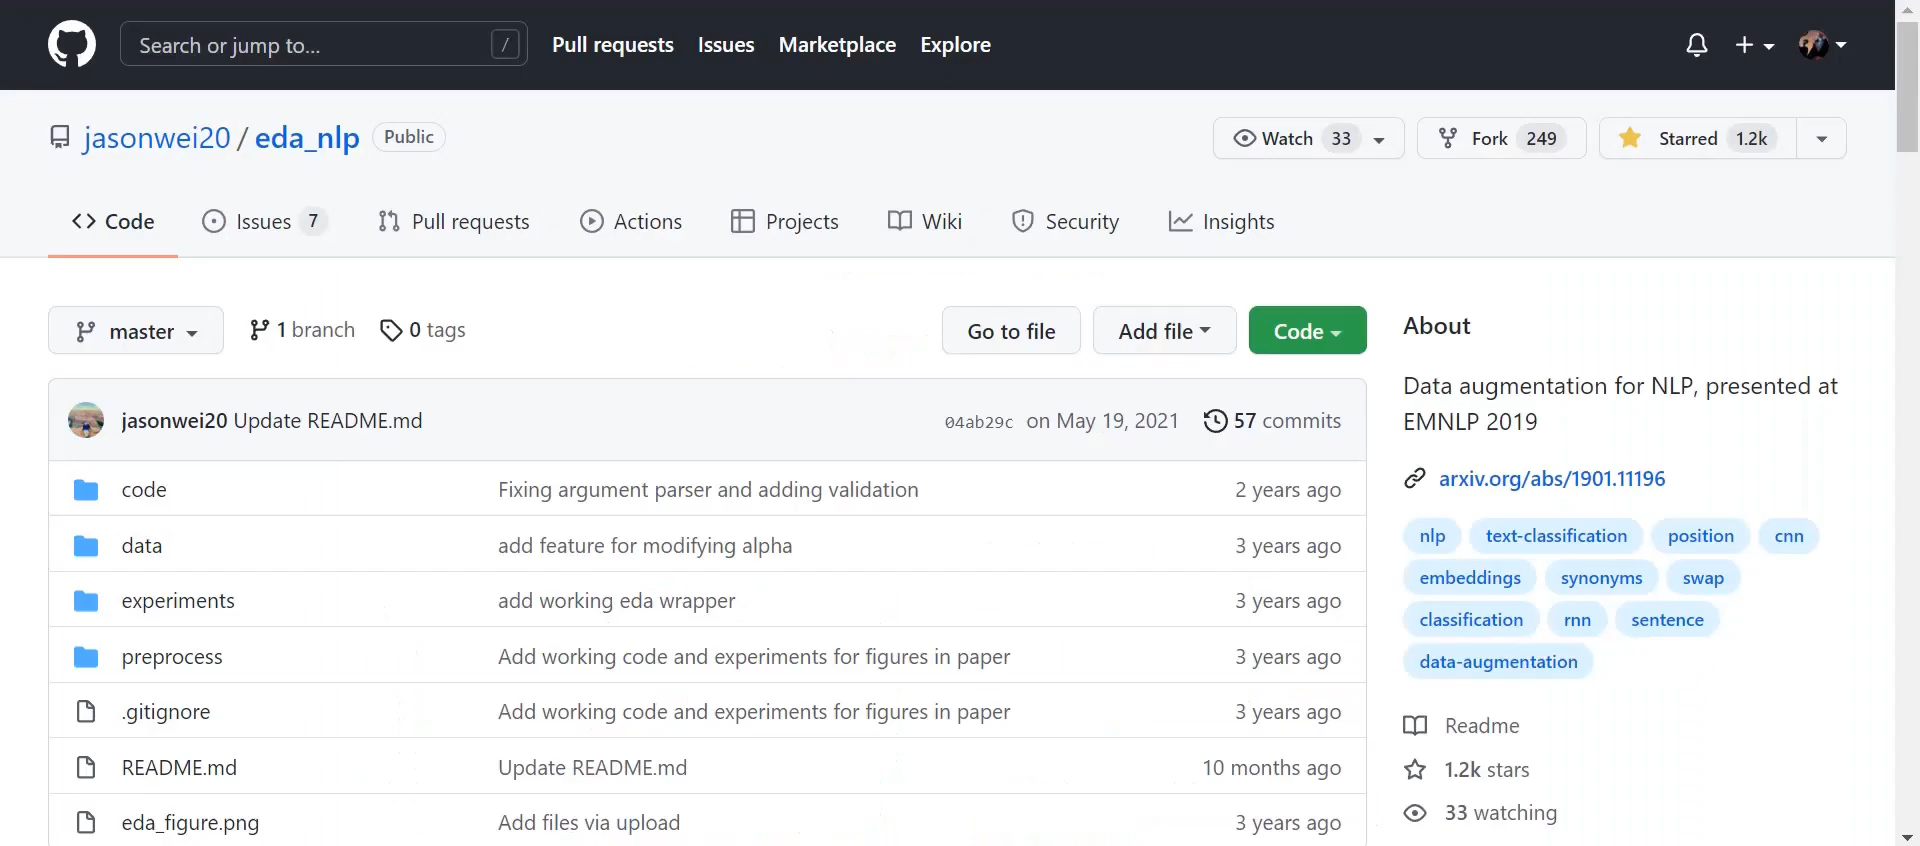 Search or jump to... /
Pull requests Issues Marketplace Explore
jasonwei20 / eda_nlp Public
Watch 33 Fork 249 Starred 1.2k
Code Issues 7 Pull requests Actions Projects Wiki Security Insights
master 1 branch 0 tags Go to file Add file Code
jasonwei20 Update README.md 04ab29c on May 19, 2021 57 commits
code Fixing argument parser and adding validation 2 years ago
data add feature for modifying alpha 3 years ago
experiments add working eda wrapper 3 years ago
preprocess Add working code and experiments for figures in paper 3 years ago
.gitignore Add working code and experiments for figures in paper 3 years ago
README.md Update README.md 10 months ago
eda_figure.png Add files via upload 3 years ago
About
Data augmentation for NLP, presented at
EMNLP 2019
arxiv.org/abs/1901.11196
nlp text-classification position cnn
embeddings synonyms swap
classification rnn sentence
data-augmentation
Readme
1.2k stars
33 watching